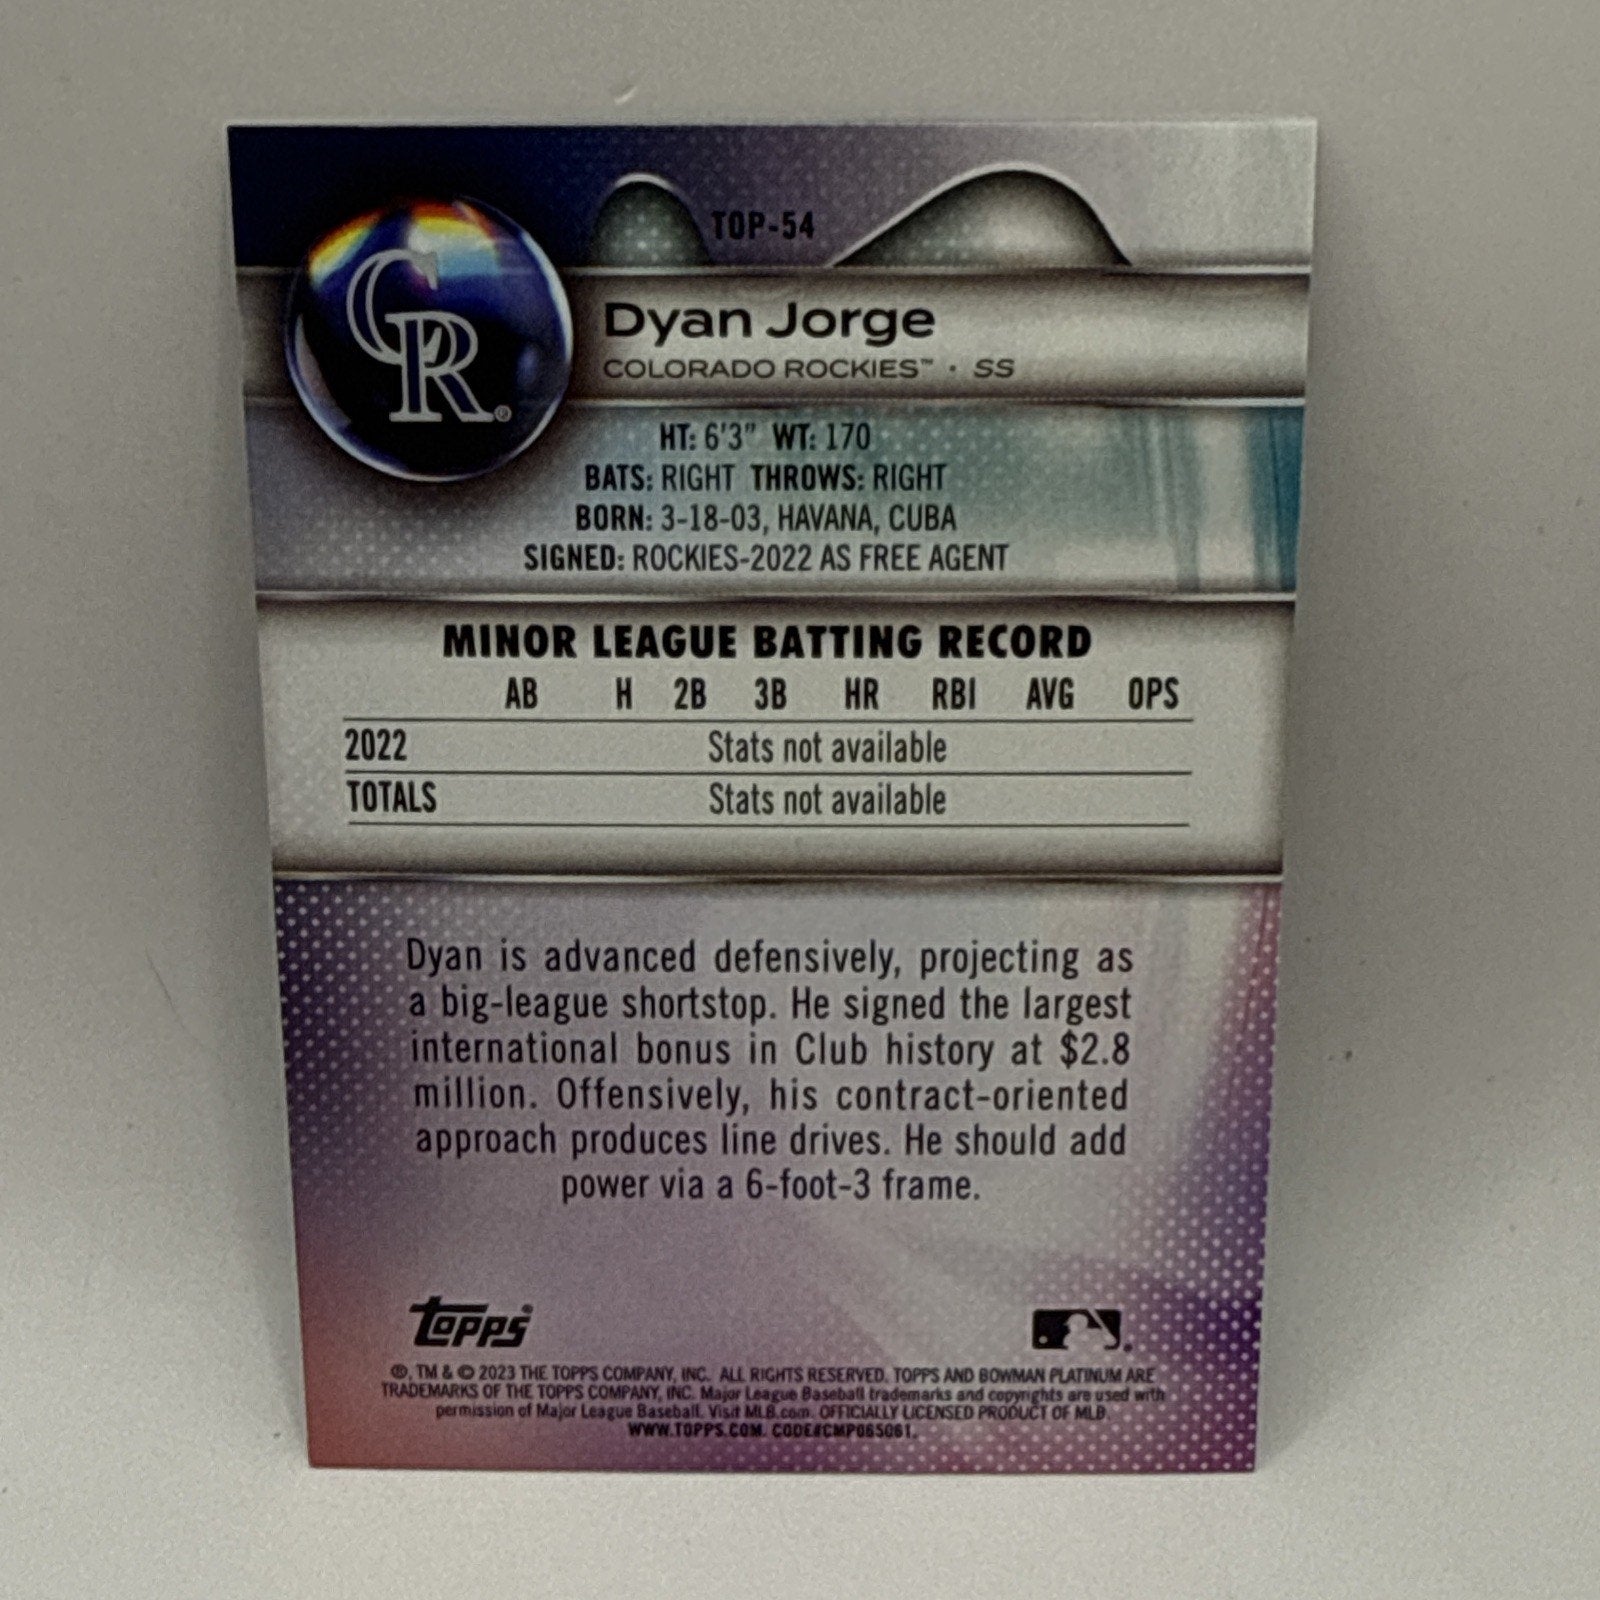 TOP-54
CR®
Dyan Jorge
COLORADO ROCKIES™ · SS
HT: 6'3" WT: 170
BATS: RIGHT THROWS: RIGHT
BORN: 3-18-03, HAVANA, CUBA
SIGNED: ROCKIES-2022 AS FREE AGENT
MINOR LEAGUE BATTING RECORD
AB H 2B 3B HR RBI AVG OPS
2022 Stats not available
TOTALS Stats not available
Dyan is advanced defensively, projecting as
a big-league shortstop. He signed the largest
international bonus in Club history at $2.8
million. Offensively, his contract-oriented
approach produces line drives. He should add
power via a 6-foot-3 frame.
Topps®
®, TM & © 2023 THE TOPPS COMPANY, INC. ALL RIGHTS RESERVED. TOPPS AND BOWMAN PLATINUM ARE
TRADEMARKS OF THE TOPPS COMPANY, INC. Major League Baseball trademarks and copyrights are used with
permission of Major League Baseball. Visit MLB.com. OFFICIALLY LICENSED PRODUCT OF MLB.
WWW.TOPPS.COM. CODE#CMP065061.